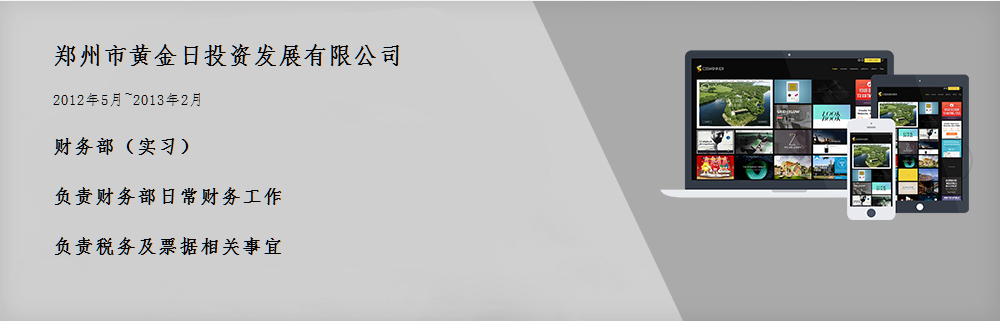 郑州市黄金日投资发展有限公司
2012年5月~2013年2月
财务部（实习）
负责财务部日常财务工作
负责税务及票据相关事宜
LOOK
BOOK